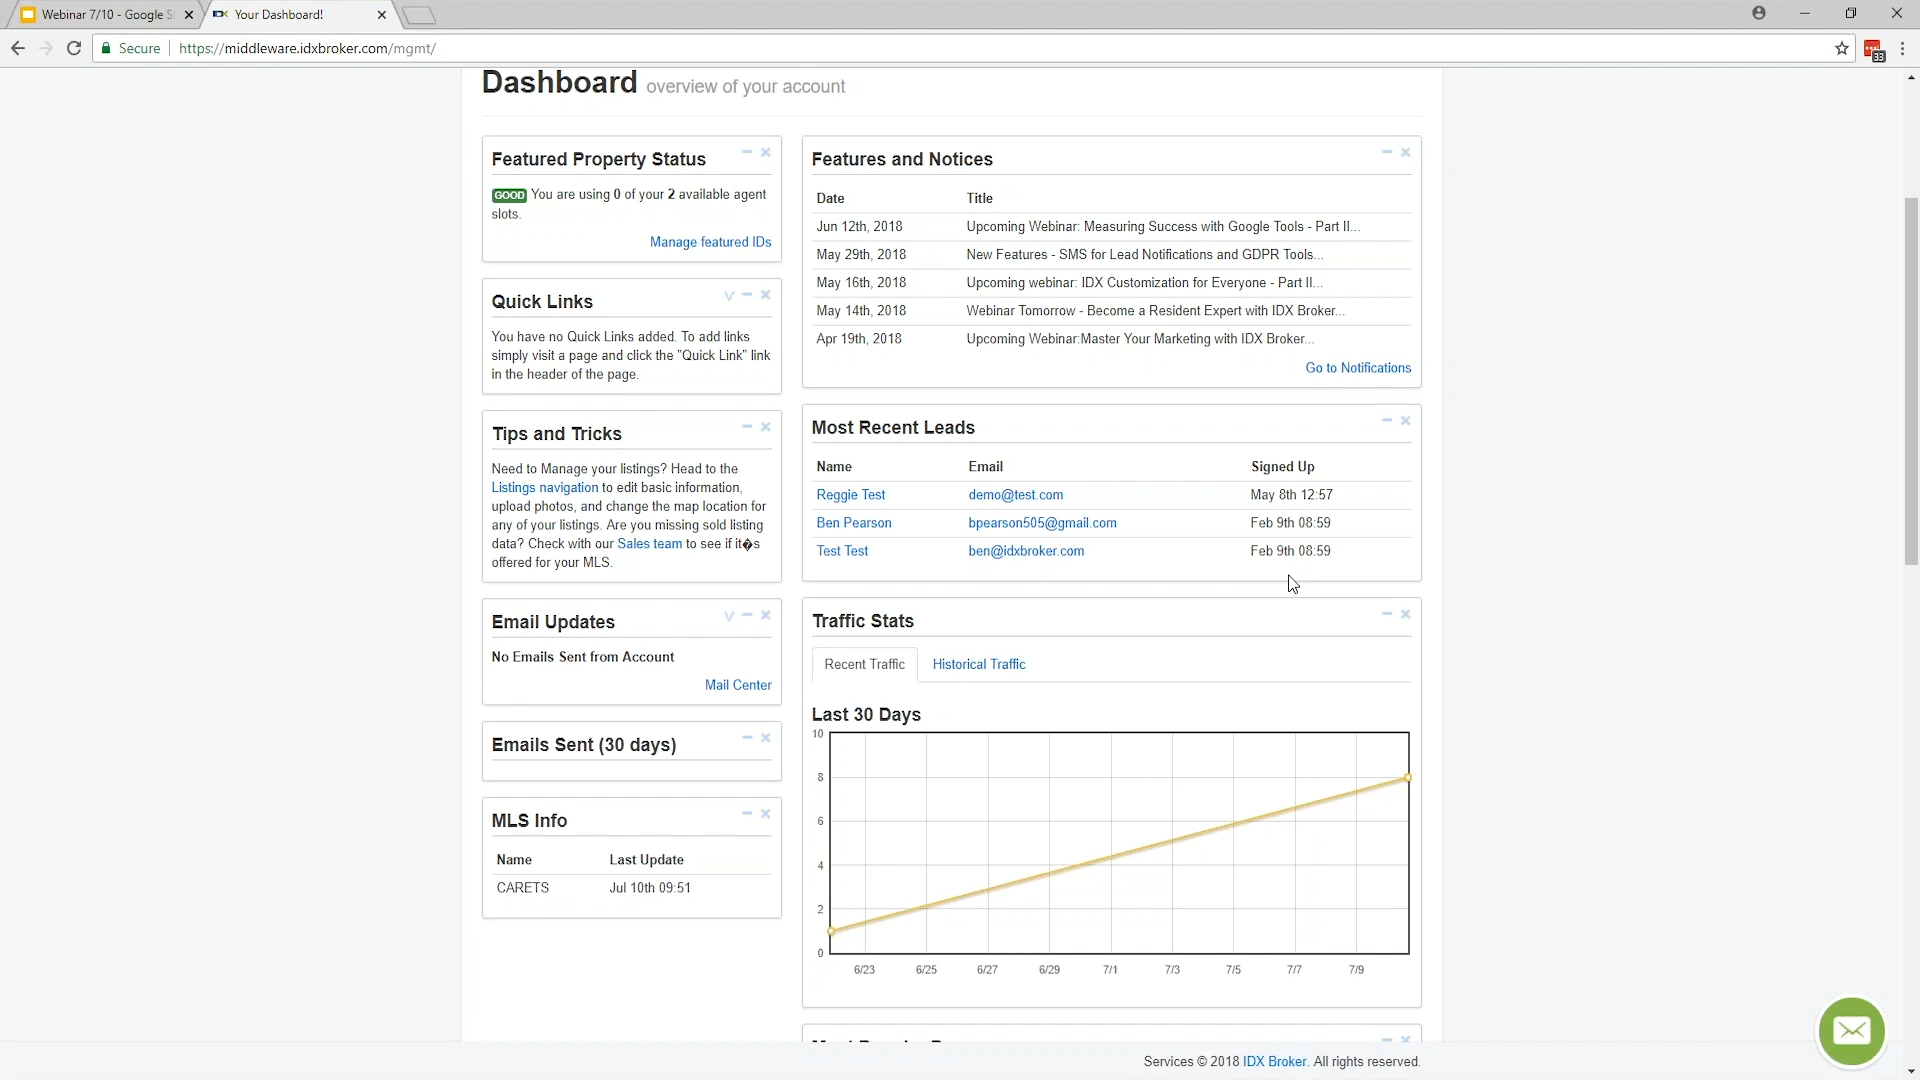 Webinar 7/10 - Google S
Your Dashboard!
Secure
https://middleware.idxbroker.com/mgmt/
33
Dashboard overview of your account
Featured Property Status
GOOD You are using 0 of your 2 available agent
slots.
Manage featured IDs
Quick Links
V
You have no Quick Links added. To add links
simply visit a page and click the "Quick Link" link
in the header of the page.
Tips and Tricks
Need to Manage your listings? Head to the
Listings navigation to edit basic information,
upload photos, and change the map location for
any of your listings. Are you missing sold listing
data? Check with our Sales team to see if it�s
offered for your MLS.
Email Updates
V
No Emails Sent from Account
Mail Center
Emails Sent (30 days)
MLS Info
Name Last Update
CARETS Jul 10th 09:51
Features and Notices
Date Title
Jun 12th, 2018 Upcoming Webinar: Measuring Success with Google Tools - Part II...
May 29th, 2018 New Features - SMS for Lead Notifications and GDPR Tools...
May 16th, 2018 Upcoming webinar: IDX Customization for Everyone - Part II...
May 14th, 2018 Webinar Tomorrow - Become a Resident Expert with IDX Broker...
Apr 19th, 2018 Upcoming Webinar:Master Your Marketing with IDX Broker...
Go to Notifications
Most Recent Leads
Name Email Signed Up
Reggie Test demo@test.com May 8th 12:57
Ben Pearson bpearson505@gmail.com Feb 9th 08:59
Test Test ben@idxbroker.com Feb 9th 08:59
Traffic Stats
Recent Traffic Historical Traffic
Last 30 Days
10
8
6
4
2
0
6/23 6/25 6/27 6/29 7/1 7/3 7/5 7/7 7/9
Services © 2018 IDX Broker. All rights reserved.